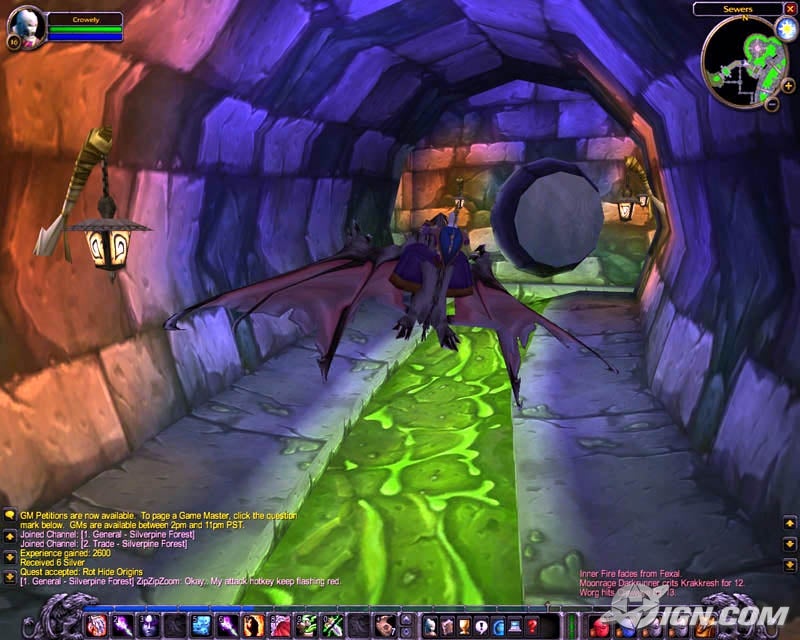 Crowely
16
Sewers
N
GM Petitions are now available. To page a Game Master, click the question
mark below. GMs are available between 2pm and 11pm PST.
Joined Channel: [1. General - Silverpine Forest]
Joined Channel: [2. Trade - Silverpine Forest]
Experience gained: 2600
Received 6 Silver
Quest accepted: Rot Hide Origins
[1. General - Silverpine Forest] ZipZipZoom: Okay.. My attack hotkey keep flashing red.
Inner Fire fades from Fexal.
Moonrage Darkrunner crits Krakkresh for 12.
Worg hits
IGN.COM